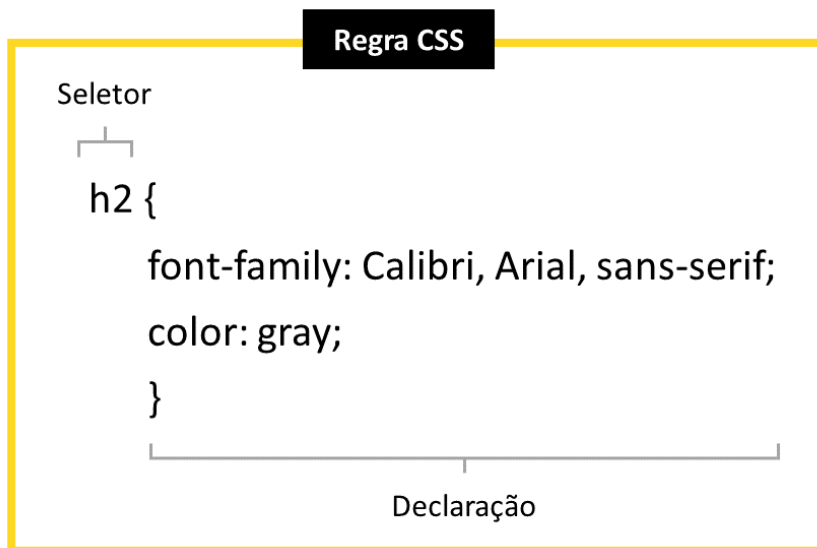 Regra CSS
Seletor
h2 {
font-family: Calibri, Arial, sans-serif;
color: gray;
}
Declaração